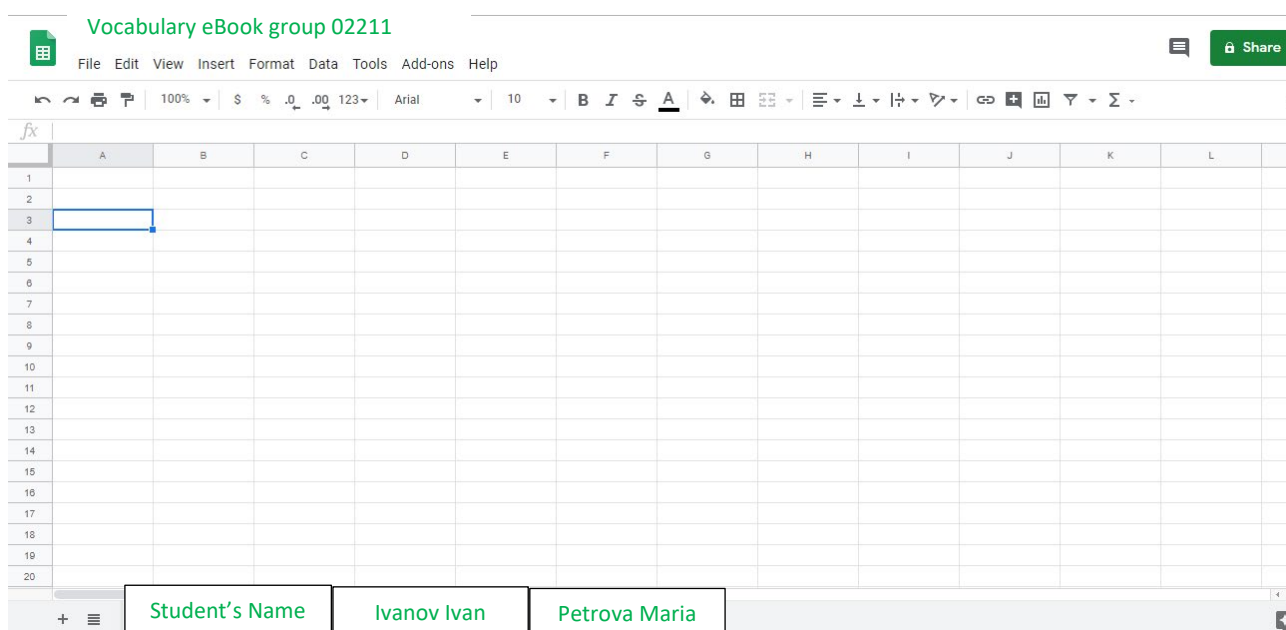 Vocabulary eBook group 02211
Share
File Edit View Insert Format Data Tools Add-ons Help
100% $ % .0 .00 123 Arial 10 B I S A
fx
A B C D E F G H I J K L
1
2
3
4
5
6
7
8
9
10
11
12
13
14
15
16
17
18
19
20
Student's Name Ivanov Ivan Petrova Maria